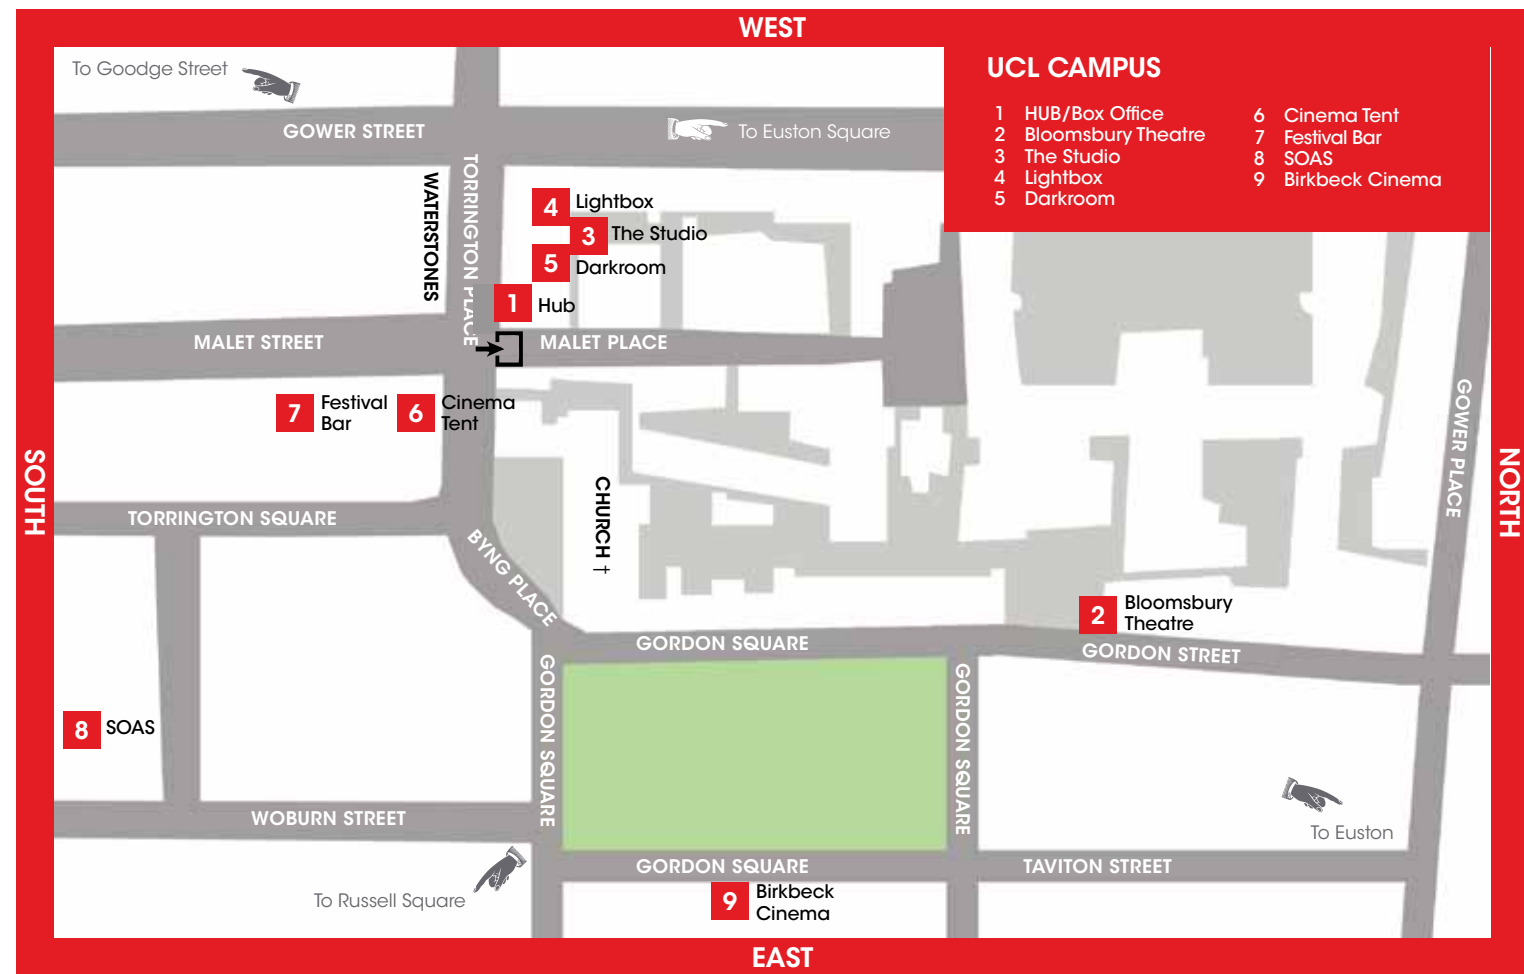 WEST
To Goodge Street
GOWER STREET
To Euston Square
UCL CAMPUS
1 HUB/Box Office
2 Bloomsbury Theatre
3 The Studio
4 Lightbox
5 Darkroom
6 Cinema Tent
7 Festival Bar
8 SOAS
9 Birkbeck Cinema
WATERSTONES
TORRINGTON PLACE
4 Lightbox
3 The Studio
5 Darkroom
1 Hub
MALET STREET
MALET PLACE
7 Festival
Bar
6 Cinema
Tent
GOWER PLACE
SOUTH
NORTH
CHURCH †
TORRINGTON SQUARE
BYNG PLACE
2 Bloomsbury
Theatre
GORDON SQUARE
GORDON STREET
GORDON SQUARE
GORDON SQUARE
8 SOAS
WOBURN STREET
To Euston
GORDON SQUARE
TAVITON STREET
To Russell Square
9 Birkbeck
Cinema
EAST